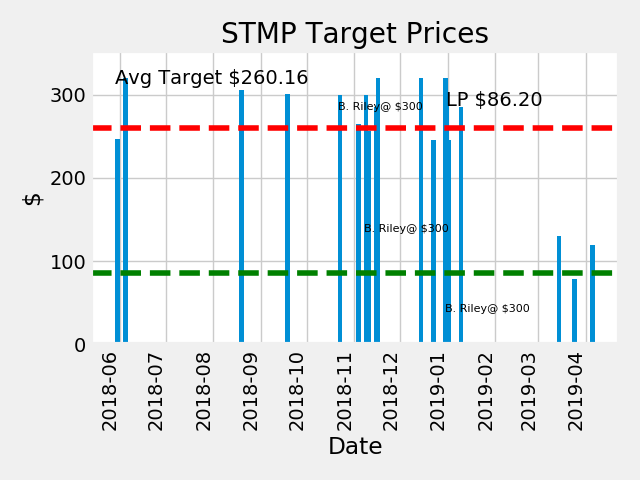 STMP Target Prices
Avg Target $260.16
B. Riley@ $300
LP $86.20
B. Riley@ $300
B. Riley@ $300
$
300
200
100
0
2018-06
2018-07
2018-08
2018-09
2018-10
2018-11
2018-12
2019-01
2019-02
2019-03
2019-04
Date